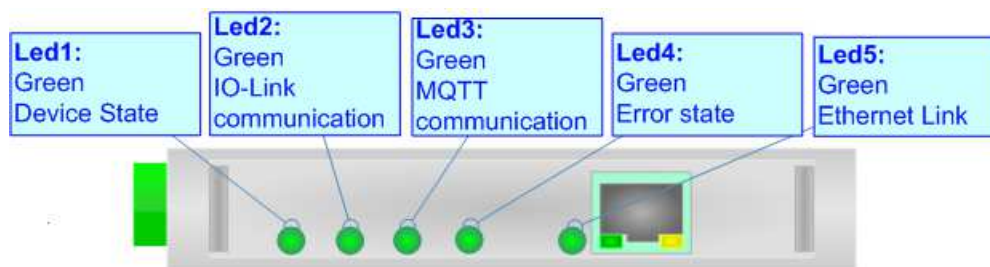 Led1:
Green
Device State
Led2:
Green
IO-Link
communication
Led3:
Green
MQTT
communication
Led4:
Green
Error state
Led5:
Green
Ethernet Link